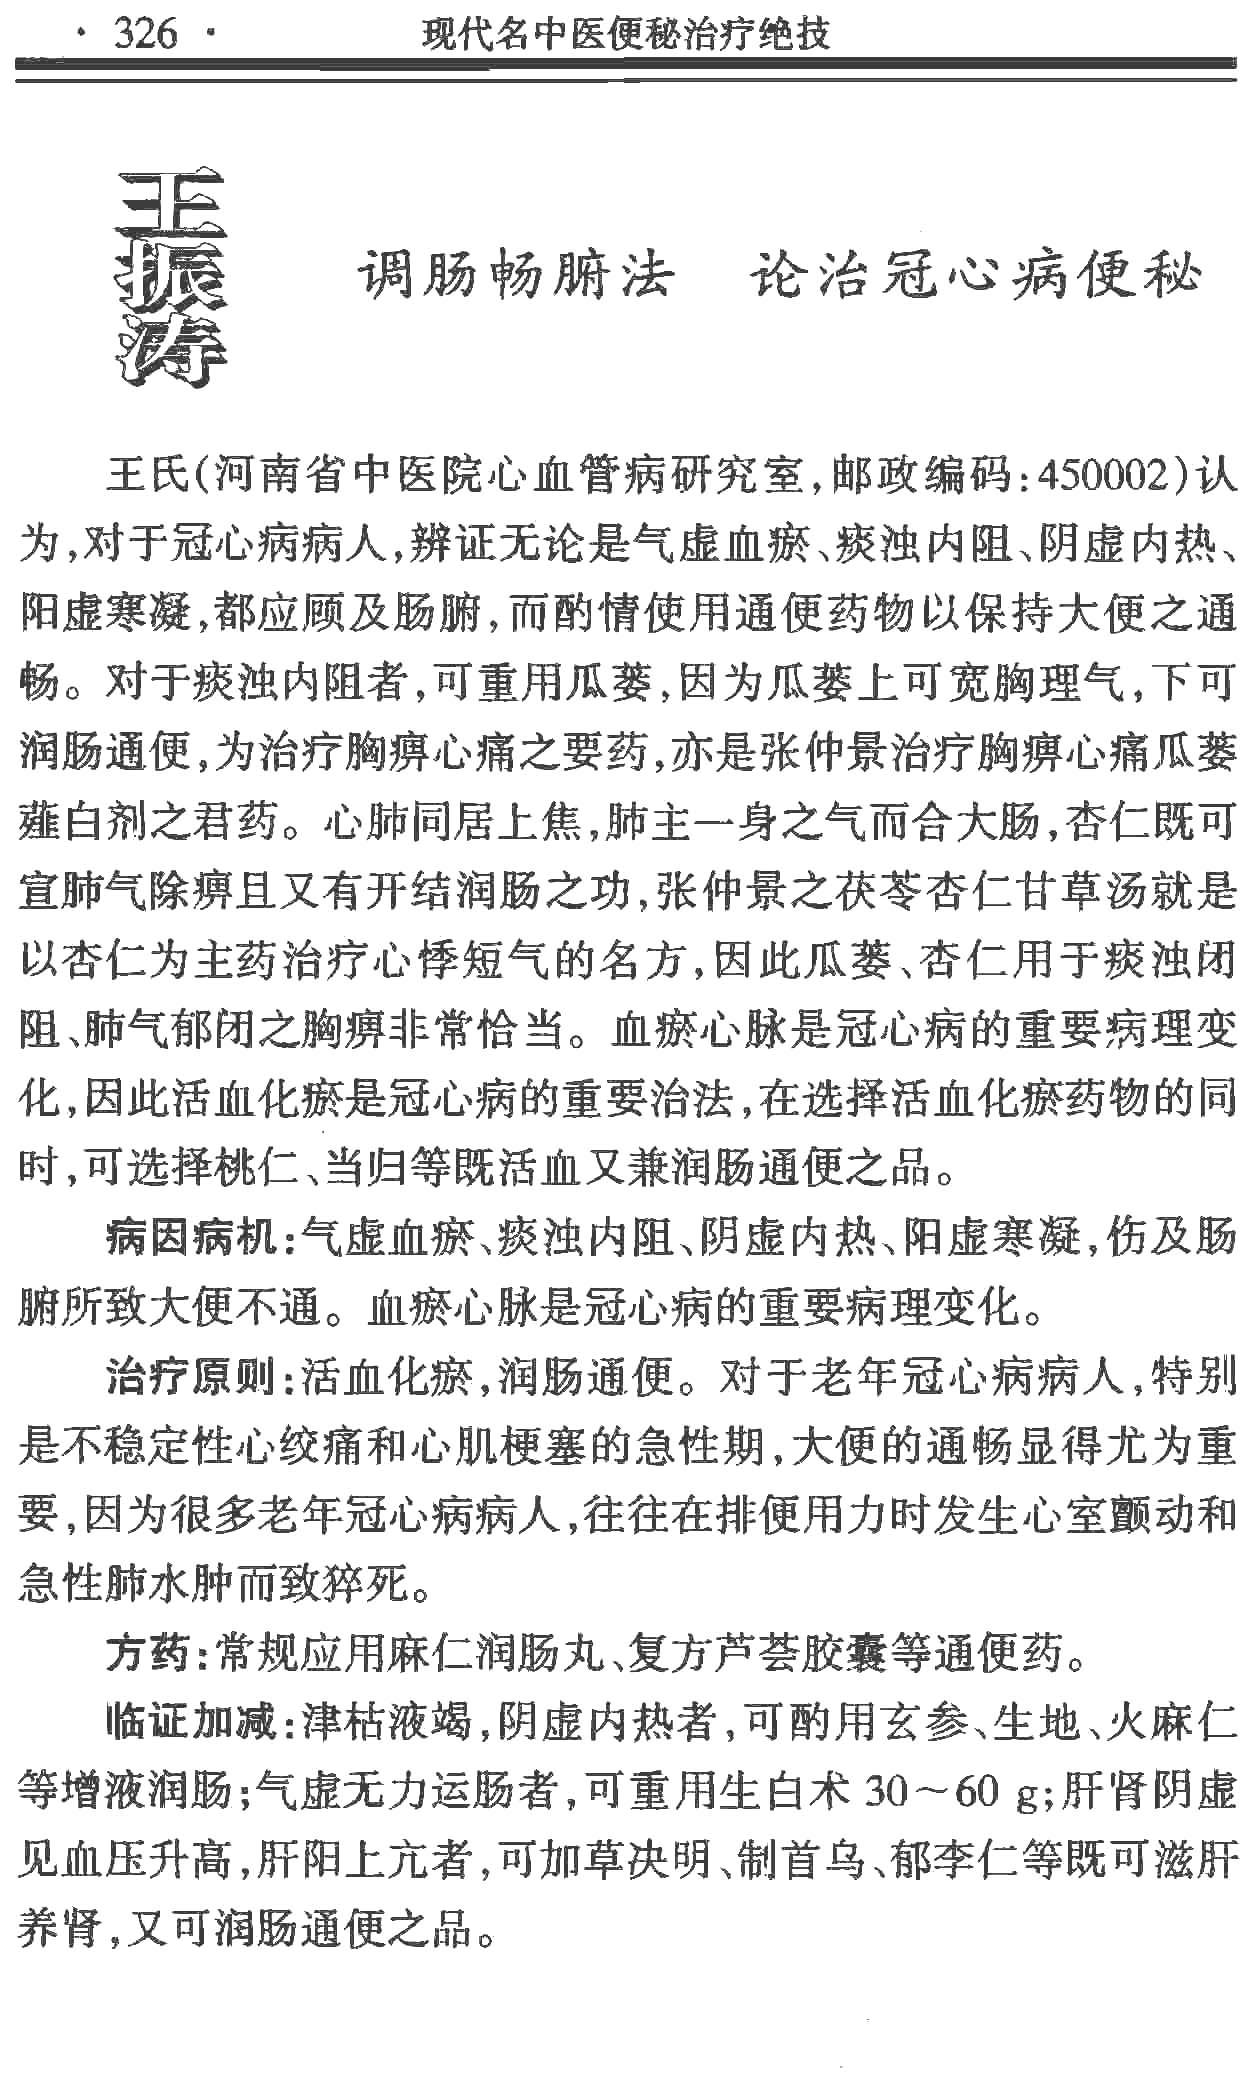 · 326 ·
现代名中医便秘治疗绝技
王振涛
调肠畅腑法 论治冠心病便秘
王氏(河南省中医院心血管病研究室,邮政编码:450002)认
为,对于冠心病病人,辨证无论是气虚血瘀、痰浊内阻、阴虚内热、
阳虚寒凝,都应顾及肠腑,而酌情使用通便药物以保持大便之通
畅。对于痰浊内阻者,可重用瓜蒌,因为瓜蒌上可宽胸理气,下可
润肠通便,为治疗胸痹心痛之要药,亦是张仲景治疗胸痹心痛瓜蒌
薤白剂之君药。心肺同居上焦,肺主一身之气而合大肠,杏仁既可
宣肺气除痹且又有开结润肠之功,张仲景之茯苓杏仁甘草汤就是
以杏仁为主药治疗心悸短气的名方,因此瓜蒌、杏仁用于痰浊闭
阻、肺气郁闭之胸痹非常恰当。血瘀心脉是冠心病的重要病理变
化,因此活血化瘀是冠心病的重要治法,在选择活血化瘀药物的同
时,可选择桃仁、当归等既活血又兼润肠通便之品。
病因病机:气虚血瘀、痰浊内阻、阴虚内热、阳虚寒凝,伤及肠
腑所致大便不通。血瘀心脉是冠心病的重要病理变化。
治疗原则:活血化瘀,润肠通便。对于老年冠心病病人,特别
是不稳定性心绞痛和心肌梗塞的急性期,大便的通畅显得尤为重
要,因为很多老年冠心病病人,往往在排便用力时发生心室颤动和
急性肺水肿而致猝死。
方药:常规应用麻仁润肠丸、复方芦荟胶囊等通便药。
临证加减:津枯液竭,阴虚内热者,可酌用玄参、生地、火麻仁
等增液润肠;气虚无力运肠者,可重用生白术 30～60 g;肝肾阴虚
见血压升高,肝阳上亢者,可加草决明、制首乌、郁李仁等既可滋肝
养肾,又可润肠通便之品。